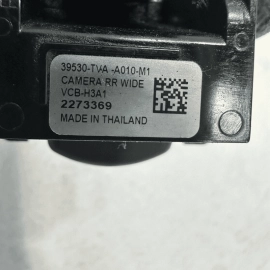 39530-TVA -A010-M1
CAMERA RR WIDE
VCB-H3A1
2273369
MADE IN THAILAND